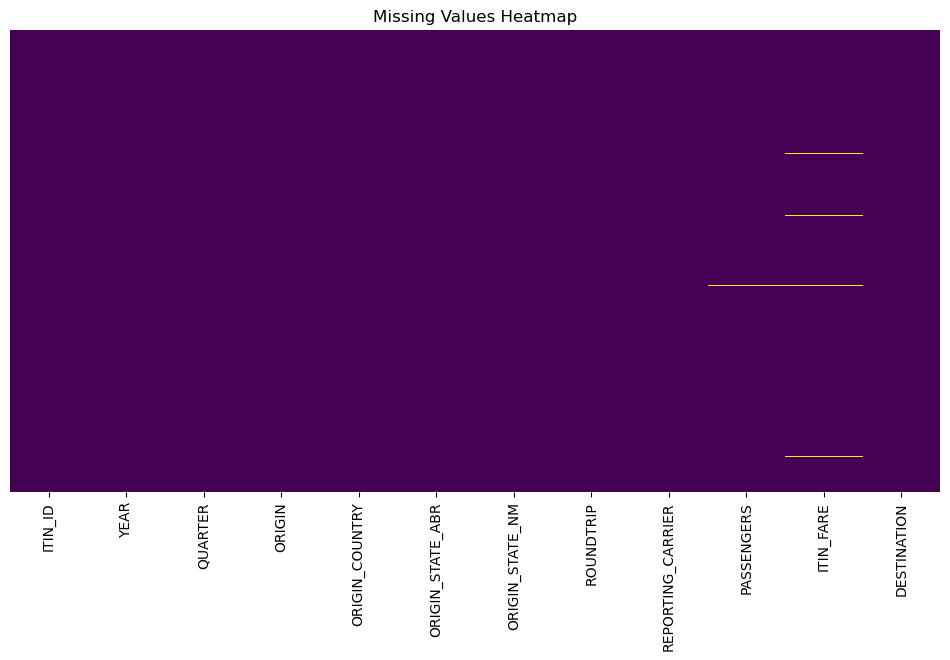 Missing Values Heatmap
ITIN_ID
YEAR
QUARTER
ORIGIN
ORIGIN_COUNTRY
ORIGIN_STATE_ABR
ORIGIN_STATE_NM
ROUNDTRIP
REPORTING_CARRIER
PASSENGERS
ITIN_FARE
DESTINATION